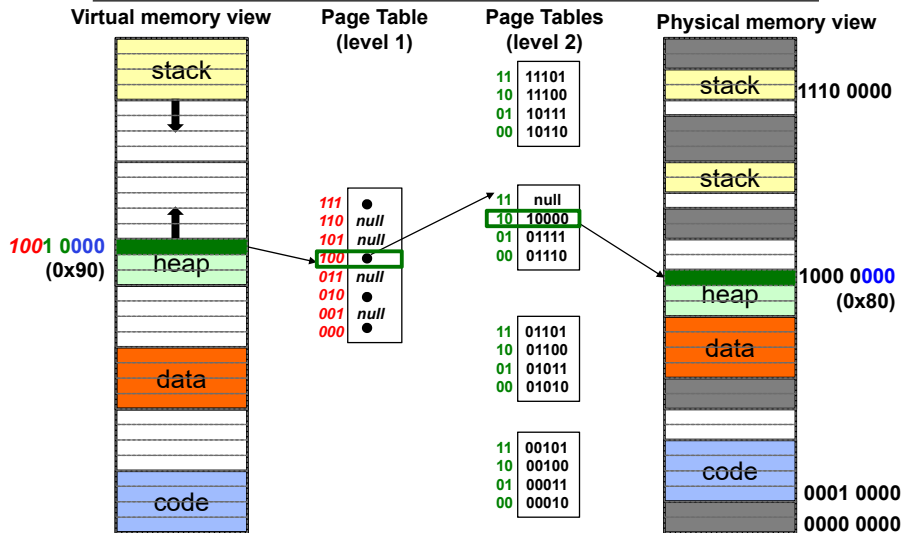 Virtual memory view
Page Table
(level 1)
Page Tables
(level 2)
Physical memory view
stack
1001 0000
(0x90)
heap
data
code
111
110 null
101 null
100
011 null
010
001 null
000
11 11101
10 11100
01 10111
00 10110
11 null
10 10000
01 01111
00 01110
11 01101
10 01100
01 01011
00 01010
11 00101
10 00100
01 00011
00 00010
stack
1110 0000
stack
1000 0000
(0x80)
heap
data
code
0001 0000
0000 0000